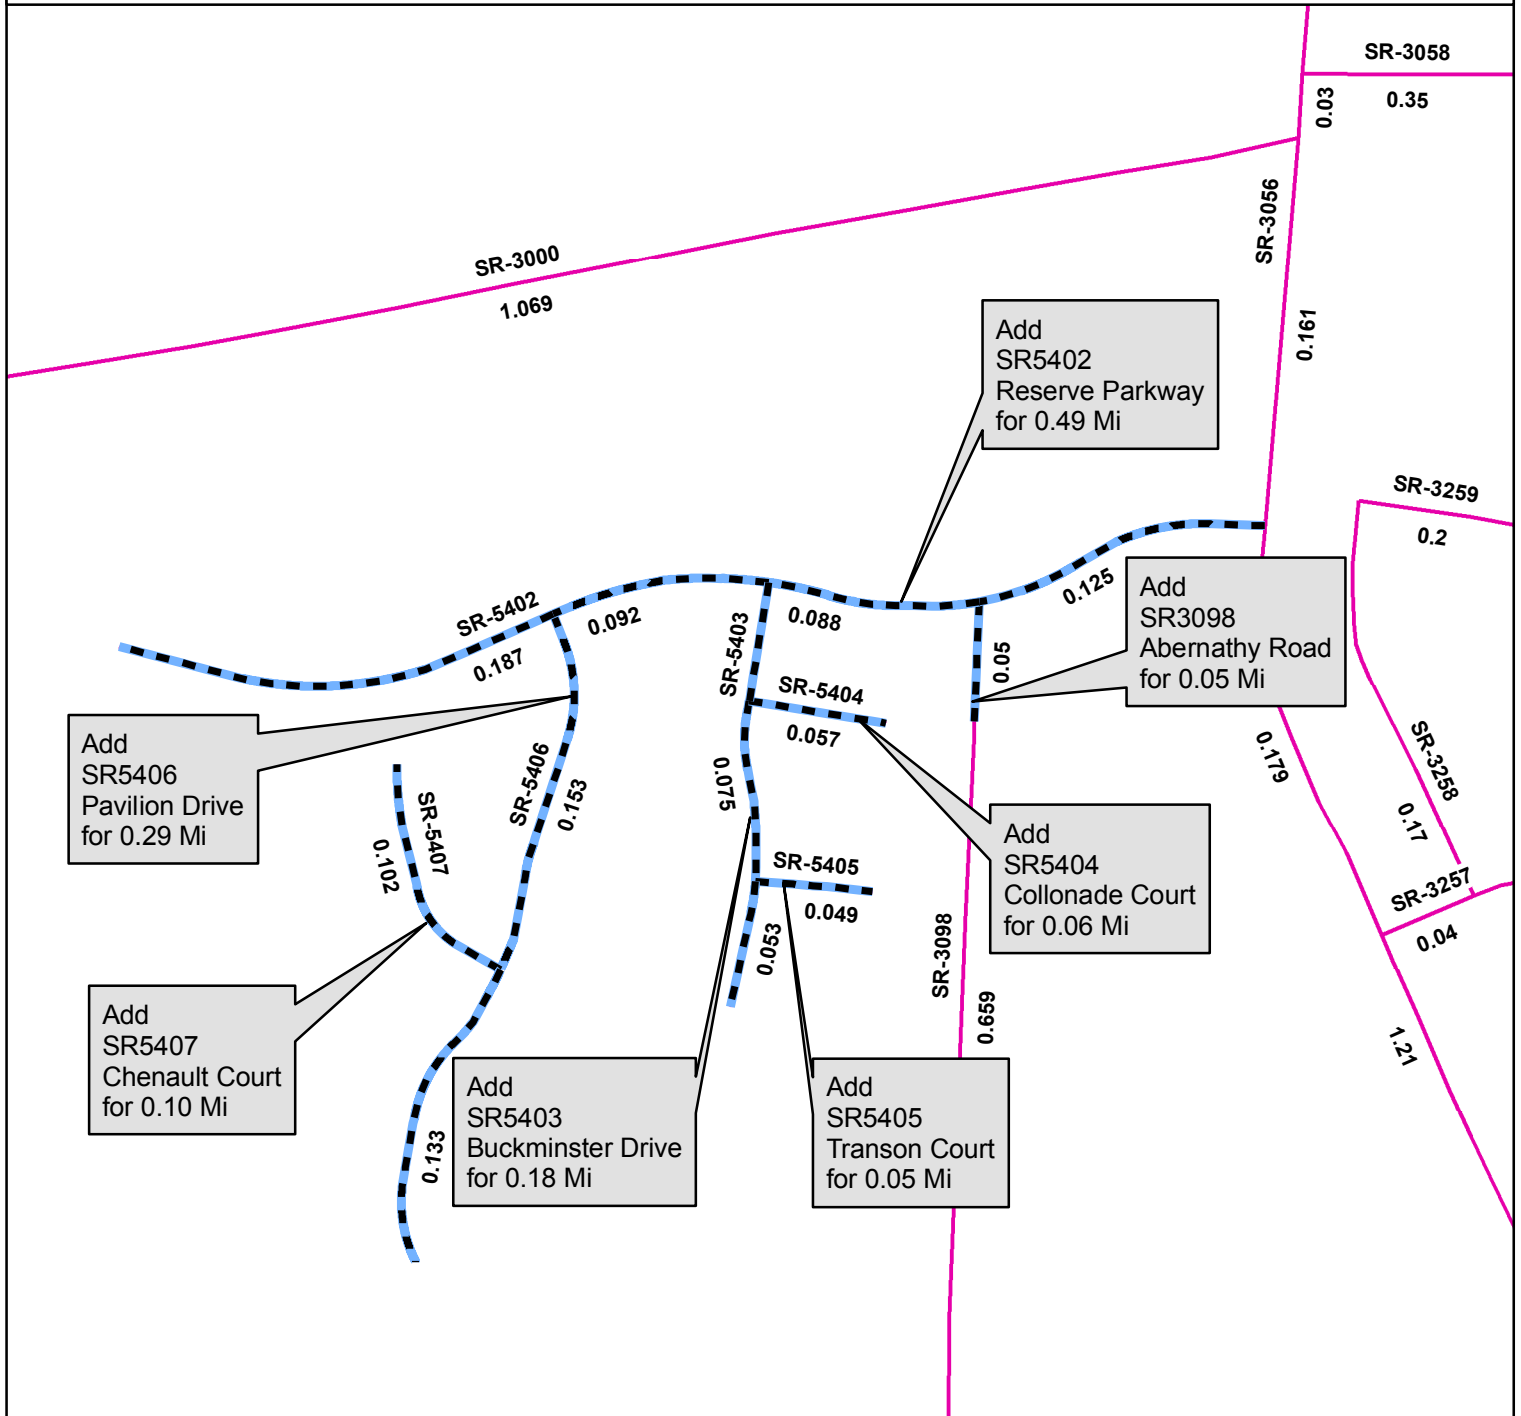 SR-3058
0.03
0.35
SR-3056
SR-3000
1.069
0.161
Add
SR5402
Reserve Parkway
for 0.49 Mi
SR-3259
0.2
0.125
Add
SR3098
Abernathy Road
for 0.05 Mi
SR-5402
0.092
0.187
SR-5403
0.088
0.05
SR-5404
0.057
Add
SR5406
Pavilion Drive
for 0.29 Mi
SR-5406
0.153
0.075
0.179
SR-3258
0.17
SR-5407
0.102
SR-5405
0.049
0.053
Add
SR5404
Collonade Court
for 0.06 Mi
SR-3257
0.04
SR-3098
0.659
1.21
Add
SR5407
Chenault Court
for 0.10 Mi
0.133
Add
SR5403
Buckminster Drive
for 0.18 Mi
Add
SR5405
Transon Court
for 0.05 Mi